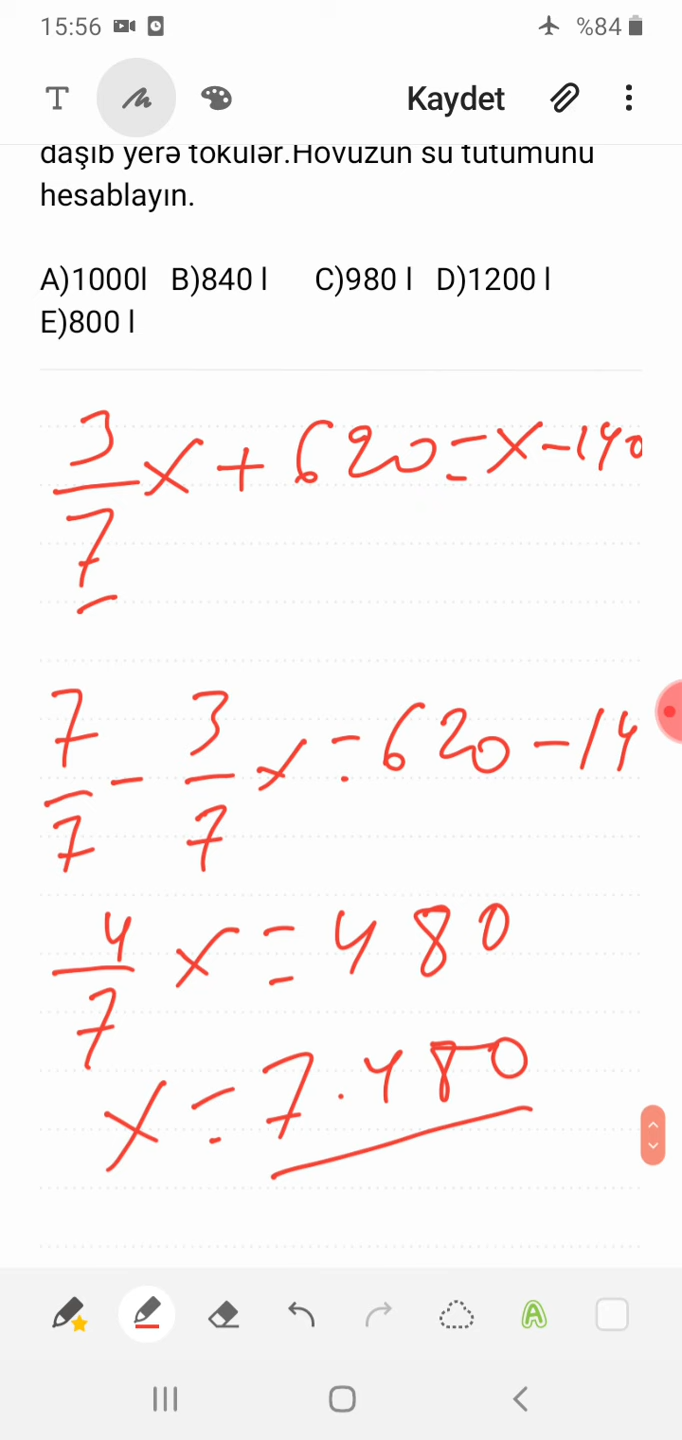 15:56 %84
T Kaydet
daşıb yerə tökülər.Hovuzun su tutumunu
hesablayın.
A)1000l B)840 l C)980 l D)1200 l
E)800 l
3/7 x + 620 = x - 140
7/7 - 3/7 x = 620 - 14
4/7 x = 480
x = 7.480
A